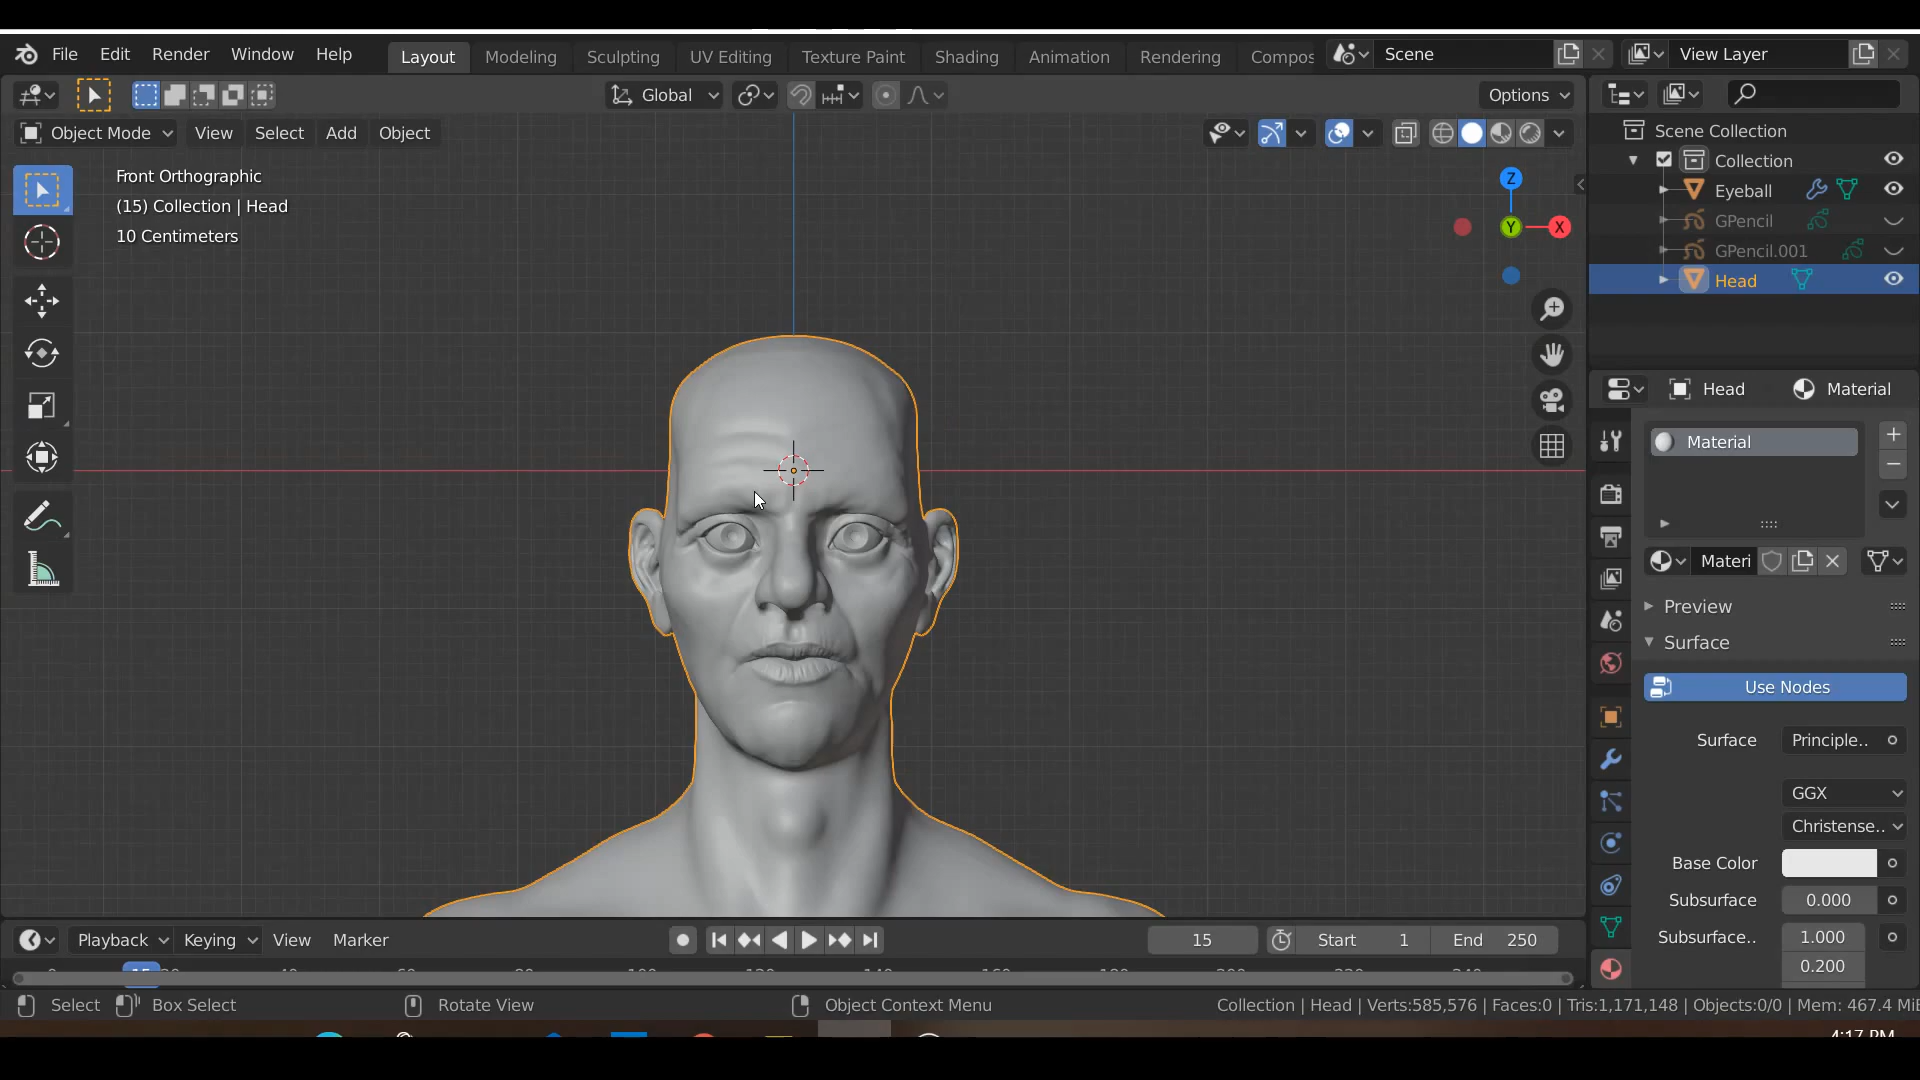 File Edit Render Window Help Layout Modeling Sculpting UV Editing Texture Paint Shading Animation Rendering Compos Scene View Layer
Global Options
Object Mode View Select Add Object
Front Orthographic
(15) Collection | Head
10 Centimeters
Z
Y
X
Scene Collection
Collection
Eyeball
GPencil
GPencil.001
Head
Head Material
Material
Materi
Preview
Surface
Use Nodes
Surface Principle..
GGX
Christense..
Base Color
Subsurface 0.000
Subsurface.. 1.000
0.200
Playback Keying View Marker 15 Start 1 End 250
Select Box Select Rotate View Object Context Menu Collection | Head | Verts:585,576 | Faces:0 | Tris:1,171,148 | Objects:0/0 | Mem: 467.4 MiB
4:17 PM